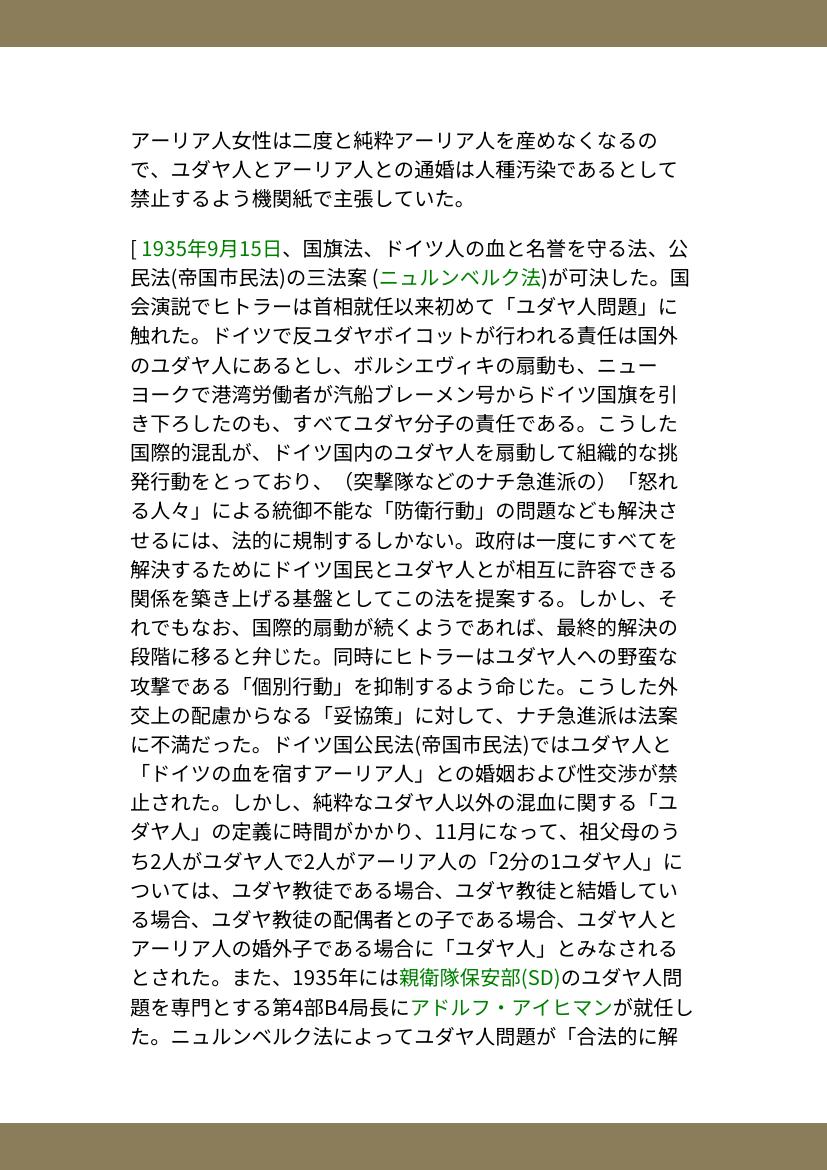 アーリア人女性は二度と純粋アーリア人を産めなくなるの
で、ユダヤ人とアーリア人との通婚は人種汚染であるとして
禁止するよう機関紙で主張していた。
[ 1935年9月15日、国旗法、ドイツ人の血と名誉を守る法、公
民法(帝国市民法)の三法案 (ニュルンベルク法)が可決した。国
会演説でヒトラーは首相就任以来初めて「ユダヤ人問題」に
触れた。ドイツで反ユダヤボイコットが行われる責任は国外
のユダヤ人にあるとし、ボルシエヴィキの扇動も、ニュー
ヨークで港湾労働者が汽船ブレーメン号からドイツ国旗を引
き下ろしたのも、すべてユダヤ分子の責任である。こうした
国際的混乱が、ドイツ国内のユダヤ人を扇動して組織的な挑
発行動をとっており、（突撃隊などのナチ急進派の）「怒れ
る人々」による統御不能な「防衛行動」の問題なども解決さ
せるには、法的に規制するしかない。政府は一度にすべてを
解決するためにドイツ国民とユダヤ人とが相互に許容できる
関係を築き上げる基盤としてこの法を提案する。しかし、そ
れでもなお、国際的扇動が続くようであれば、最終的解決の
段階に移ると弁じた。同時にヒトラーはユダヤ人への野蛮な
攻撃である「個別行動」を抑制するよう命じた。こうした外
交上の配慮からなる「妥協策」に対して、ナチ急進派は法案
に不満だった。ドイツ国公民法(帝国市民法)ではユダヤ人と
「ドイツの血を宿すアーリア人」との婚姻および性交渉が禁
止された。しかし、純粋なユダヤ人以外の混血に関する「ユ
ダヤ人」の定義に時間がかかり、11月になって、祖父母のう
ち2人がユダヤ人で2人がアーリア人の「2分の1ユダヤ人」に
ついては、ユダヤ教徒である場合、ユダヤ教徒と結婚してい
る場合、ユダヤ教徒の配偶者との子である場合、ユダヤ人と
アーリア人の婚外子である場合に「ユダヤ人」とみなされる
とされた。また、1935年には親衛隊保安部(SD)のユダヤ人問
題を専門とする第4部B4局長にアドルフ・アイヒマンが就任し
た。ニュルンベルク法によってユダヤ人問題が「合法的に解